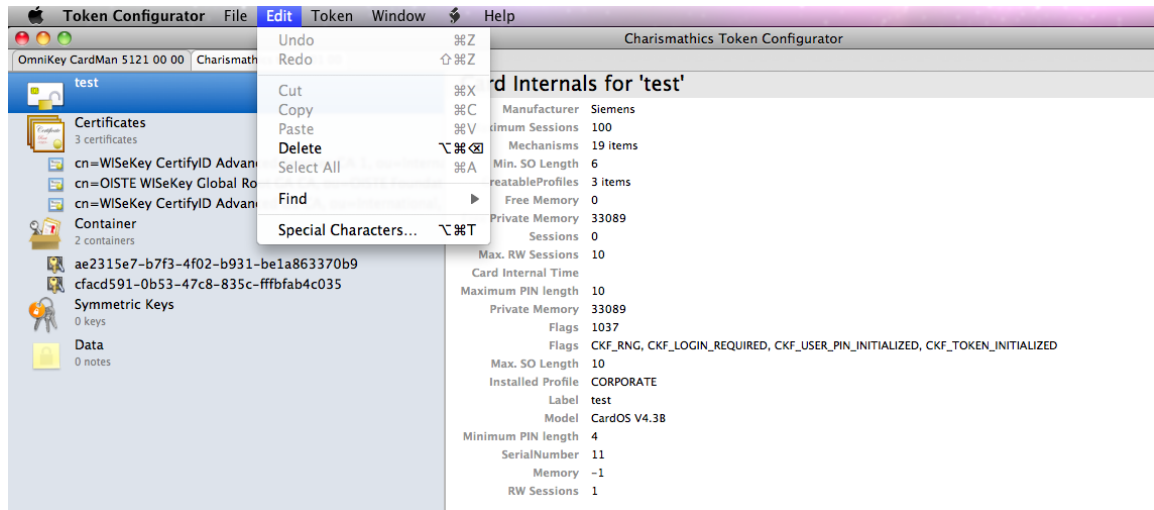 Token Configurator File Edit Token Window Help
Charismathics Token Configurator
OmniKey CardMan 5121 00 00 Charismath
Undo ⌘Z
Redo ⇧⌘Z
Cut ⌘X
Copy ⌘C
Paste ⌘V
Delete ⌥⌘⌫
Select All ⌘A
Find ▶
Special Characters... ⌥⌘T
test
Certificates
3 certificates
cn=WISeKey CertifyID Advan
cn=OISTE WISeKey Global Ro
cn=WISeKey CertifyID Advan
Container
2 containers
ae2315e7-b7f3-4f02-b931-be1a863370b9
cfacd591-0b53-47c8-835c-fffbfab4c035
Symmetric Keys
0 keys
Data
0 notes
rd Internals for 'test'
Manufacturer Siemens
ximum Sessions 100
Mechanisms 19 items
Min. SO Length 6
reatableProfiles 3 items
Free Memory 0
Private Memory 33089
Sessions 0
Max. RW Sessions 10
Card Internal Time
Maximum PIN length 10
Private Memory 33089
Flags 1037
Flags CKF_RNG, CKF_LOGIN_REQUIRED, CKF_USER_PIN_INITIALIZED, CKF_TOKEN_INITIALIZED
Max. SO Length 10
Installed Profile CORPORATE
Label test
Model CardOS V4.3B
Minimum PIN length 4
SerialNumber 11
Memory -1
RW Sessions 1